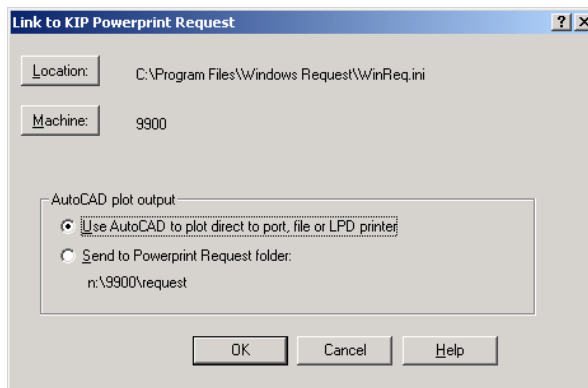 Link to KIP Powerprint Request
Location: C:\Program Files\Windows Request\WinReq.ini
Machine: 9900
AutoCAD plot output
Use AutoCAD to plot direct to port, file or LPD printer
Send to Powerprint Request folder:
n:\9900\request
OK Cancel Help